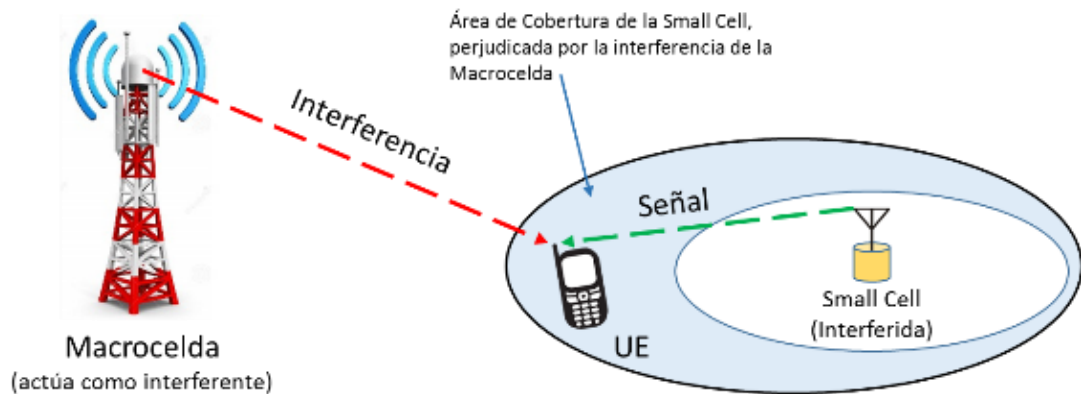 Área de Cobertura de la Small Cell,
perjudicada por la interferencia de la
Macrocelda
Interferencia
Señal
Small Cell
(Interferida)
UE
Macrocelda
(actúa como interferente)